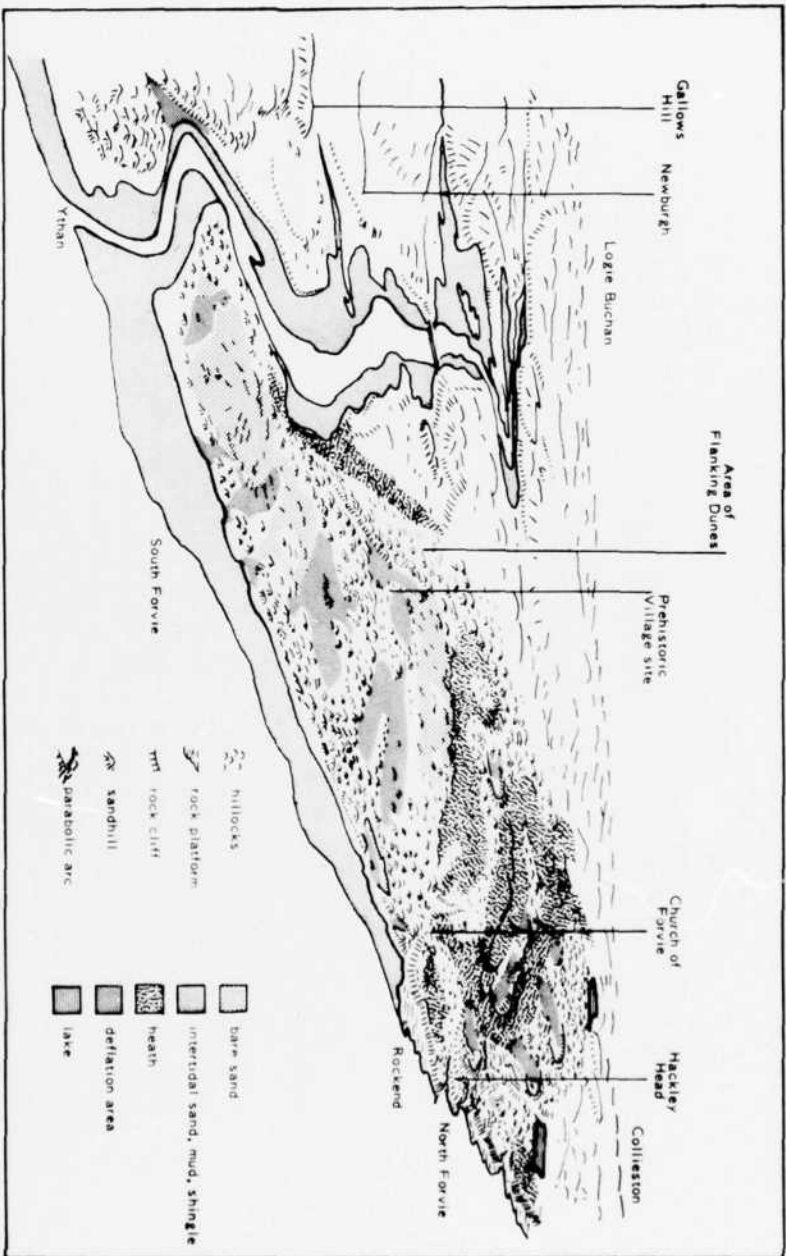 Gallows
Hill
Newburgh
Logie Buchan
Area of
Flanking Dunes
Prehistoric
Village site
Church of
Forvie
Hackley
Head
Collieston
Ythan
South Forvie
Rockend
North Forvie
hillocks
rock platform
rock cliff
sandhill
parabolic arc
bare sand
intertidal sand, mud, shingle
heath
deflation area
lake